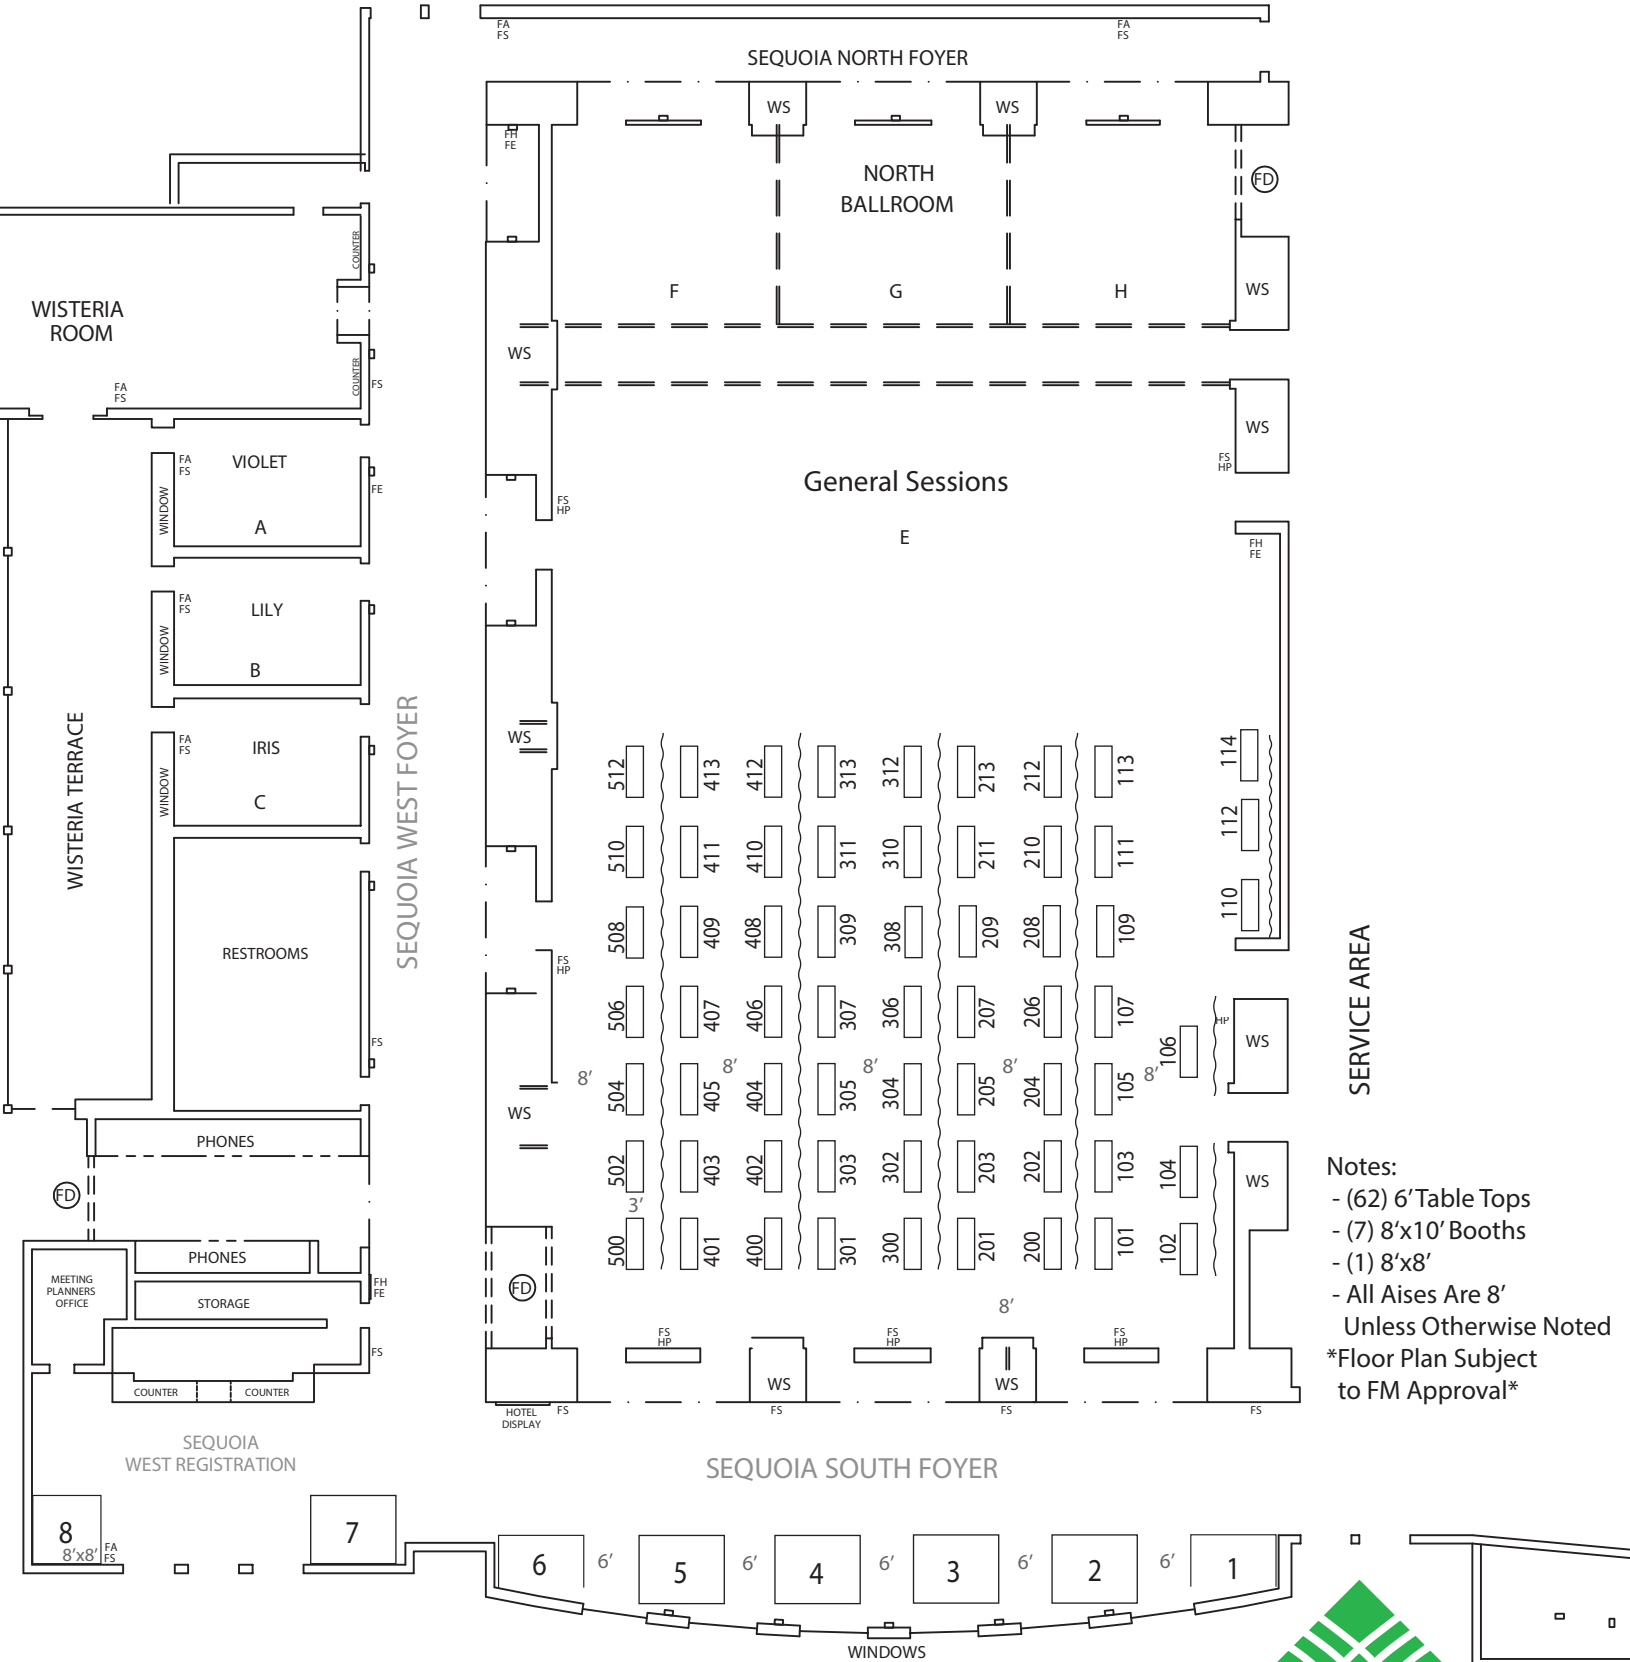 FA
FS
FA
FS
SEQUOIA NORTH FOYER
WS
WS
FH
FE
NORTH
BALLROOM
FD
COUNTER
F
G
H
WS
WISTERIA
ROOM
WS
COUNTER
FS
FA
FS
WS
FA
FS
VIOLET
FS
HP
WINDOW
FE
General Sessions
FS
HP
A
E
FH
FE
FA
FS
LILY
WINDOW
B
SEQUOIA WEST FOYER
WISTERIA TERRACE
FA
FS
IRIS
WINDOW
C
WS
512
413
412
313
312
213
212
113
114
510
411
410
311
310
211
210
111
112
508
409
408
309
308
209
208
109
110
RESTROOMS
FS
HP
SERVICE AREA
506
407
406
307
306
207
206
107
HP
106
WS
FS
8'
8'
8'
8'
8'
504
405
404
305
304
205
204
105
WS
PHONES
502
403
402
303
302
203
202
103
104
WS
3'
FD
500
401
400
301
300
201
200
101
102
Notes:
- (62) 6' Table Tops
- (7) 8'x10' Booths
- (1) 8'x8'
- All Aises Are 8'
Unless Otherwise Noted
*Floor Plan Subject
to FM Approval*
PHONES
MEETING
PLANNERS
OFFICE
FH
FE
STORAGE
FD
8'
FS
FS
HP
FS
HP
FS
HP
COUNTER
COUNTER
WS
WS
HOTEL
DISPLAY
FS
FS
FS
FS
SEQUOIA
WEST REGISTRATION
SEQUOIA SOUTH FOYER
8
8'x8'
FA
FS
7
6
6'
5
6'
4
6'
3
6'
2
6'
1
WINDOWS